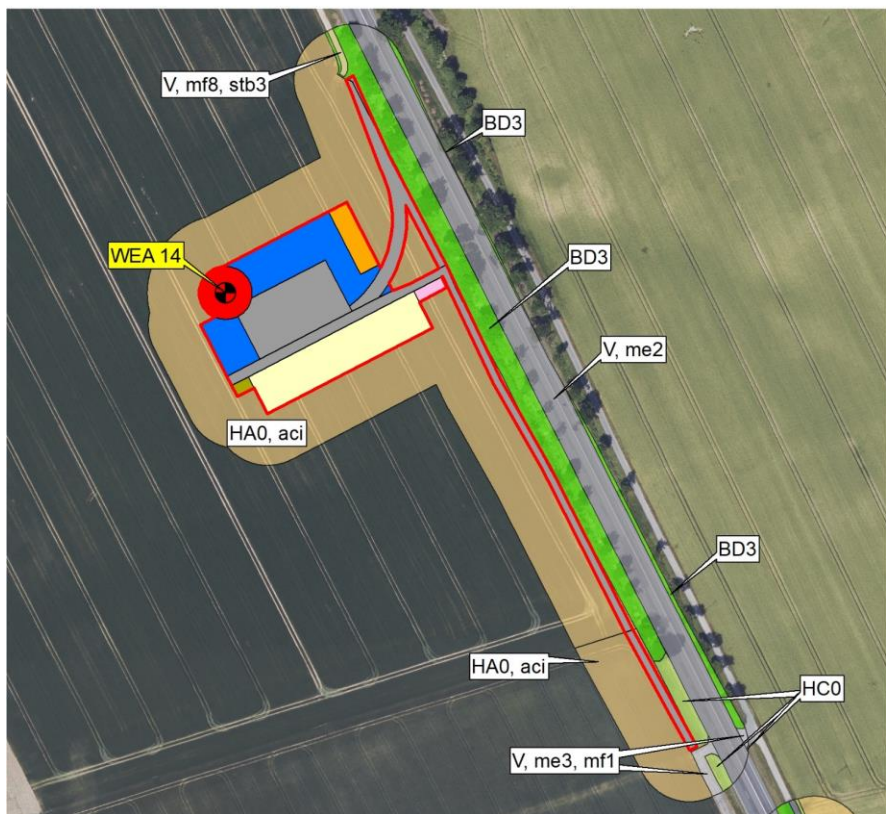 V, mf8, stb3
BD3
WEA 14
BD3
V, me2
HA0, aci
BD3
HA0, aci
HC0
V, me3, mf1